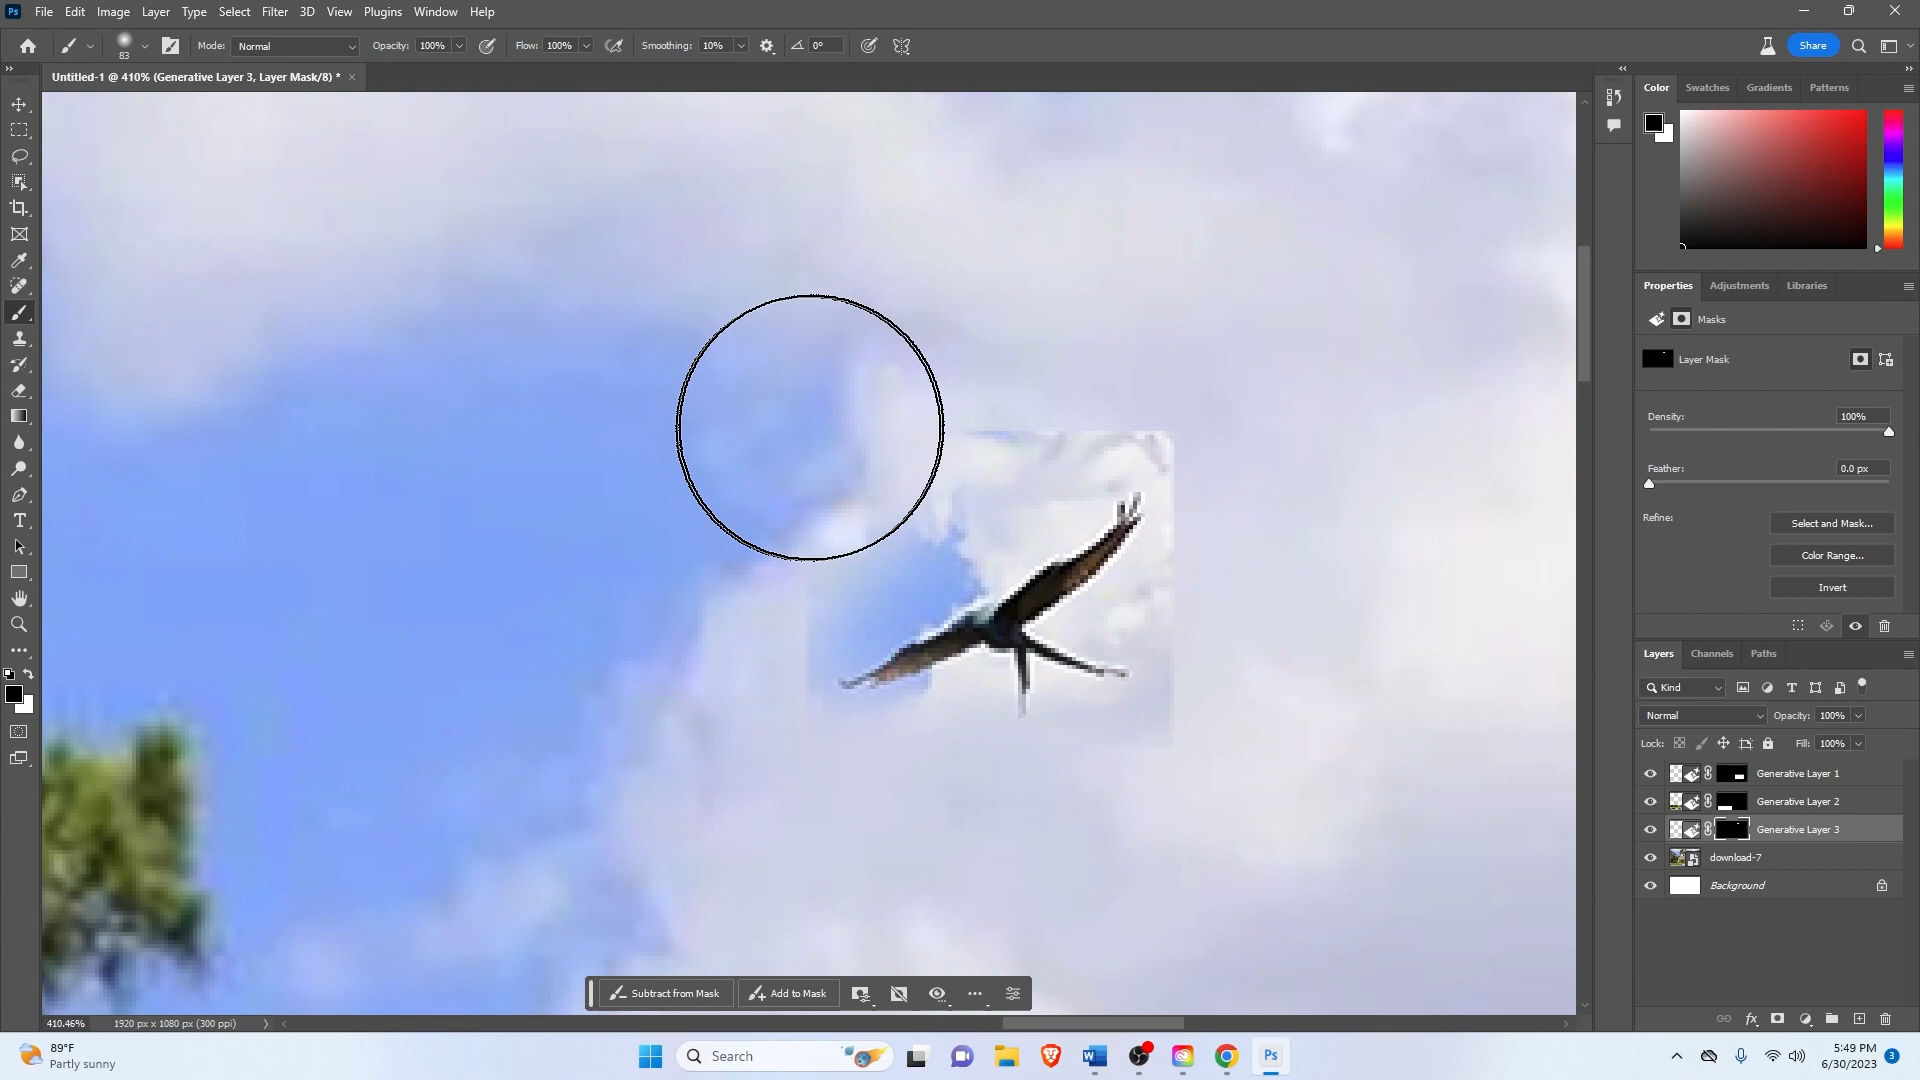 Ps File Edit Image Layer Type Select Filter 3D View Plugins Window Help
83 Mode: Normal Opacity: 100% Flow: 100% Smoothing: 10% 0° Share
Untitled-1 @ 410% (Generative Layer 3, Layer Mask/8) *
Color Swatches Gradients Patterns
Properties Adjustments Libraries
Masks
Layer Mask
Density: 100%
Feather: 0.0 px
Refine: Select and Mask...
Color Range...
Invert
Layers Channels Paths
Kind
Normal Opacity: 100%
Lock: Fill: 100%
Generative Layer 1
Generative Layer 2
Generative Layer 3
download-7
Background
Subtract from Mask Add to Mask
410.46% 1920 px x 1080 px (300 ppi)
89°F
Partly sunny
Search
W
Ps
5:49 PM
6/30/2023
3